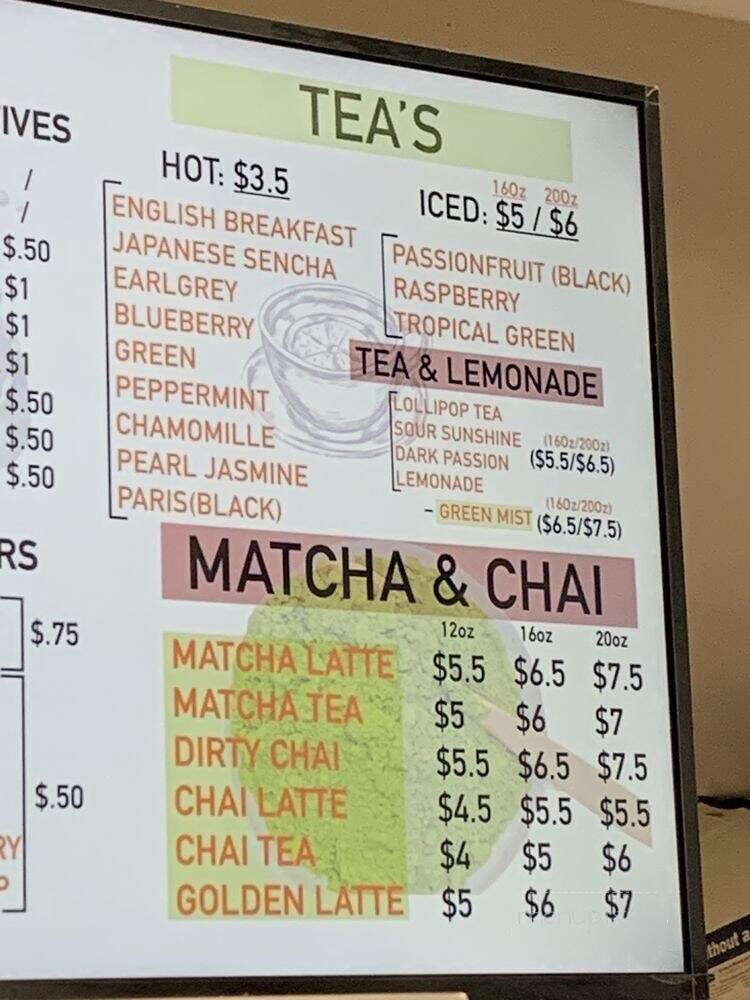 IVES
/
/
$.50
$1
$1
$1
$.50
$.50
$.50
RS
$.75
$.50
RY
P
TEA'S
HOT: $3.5
ENGLISH BREAKFAST
JAPANESE SENCHA
EARLGREY
BLUEBERRY
GREEN
PEPPERMINT
CHAMOMILLE
PEARL JASMINE
PARIS(BLACK)
16oz 20oz
ICED: $5 / $6
PASSIONFRUIT (BLACK)
RASPBERRY
TROPICAL GREEN
TEA & LEMONADE
LOLLIPOP TEA
SOUR SUNSHINE (16oz/20oz)
DARK PASSION ($5.5/$6.5)
LEMONADE
(16oz/20oz)
- GREEN MIST ($6.5/$7.5)
MATCHA & CHAI
12oz 16oz 20oz
MATCHA LATTE $5.5 $6.5 $7.5
MATCHA TEA $5 $6 $7
DIRTY CHAI $5.5 $6.5 $7.5
CHAI LATTE $4.5 $5.5 $5.5
CHAI TEA $4 $5 $6
GOLDEN LATTE $5 $6 $7
thout a